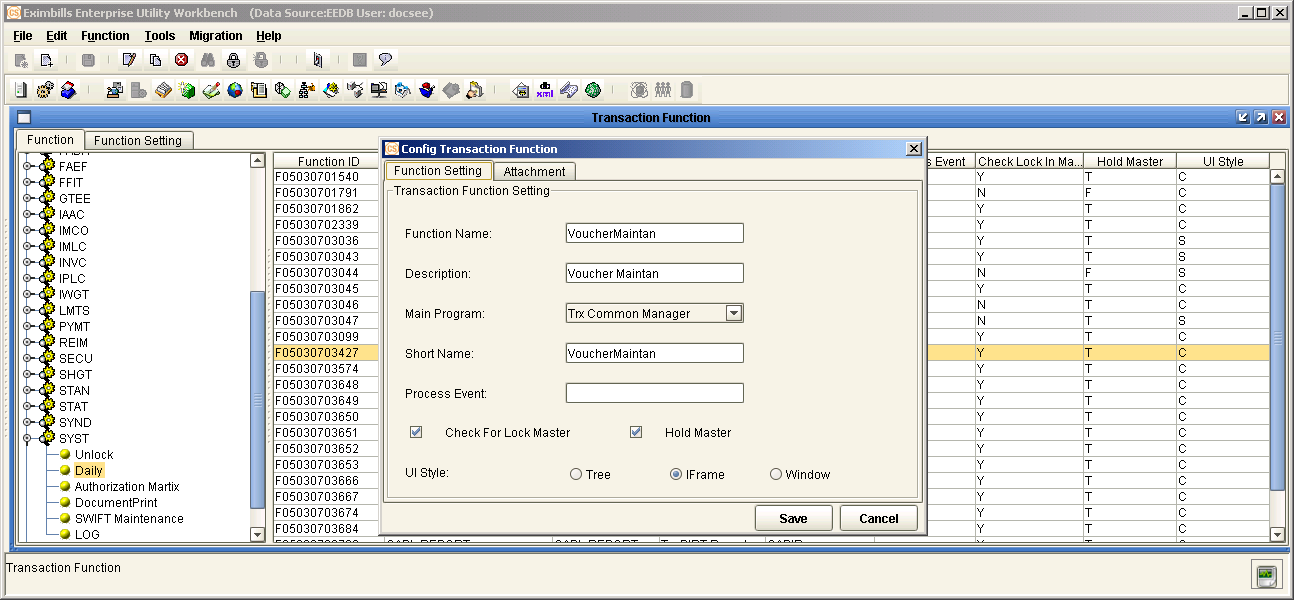 Eximbills Enterprise Utility Workbench (Data Source:EEDB User: docsee)
File Edit Function Tools Migration Help
Transaction Function
Function Function Setting
FAEF
FFIT
GTEE
IAAC
IMCO
IMLC
INVC
IPLC
IWGT
LMTS
PYMT
REIM
SECU
SHGT
STAN
STAT
SYND
SYST
Unlock
Daily
Authorization Martix
DocumentPrint
SWIFT Maintenance
LOG
Function ID s Event Check Lock In Ma... Hold Master UI Style
F05030701540 Y T C
F05030701791 N F C
F05030701862 Y T C
F05030702339 Y T C
F05030703036 Y T S
F05030703043 Y T S
F05030703044 N F S
F05030703045 Y T C
F05030703046 N T C
F05030703047 N T S
F05030703099 Y T C
F05030703427 Y T C
F05030703574 Y T C
F05030703648 Y T C
F05030703649 Y T C
F05030703650 Y T C
F05030703651 Y T C
F05030703652 Y T C
F05030703653 Y T C
F05030703666 Y T C
F05030703667 Y T C
F05030703674 Y T C
F05030703684 Y T C
Config Transaction Function
Function Setting Attachment
Transaction Function Setting
Function Name: VoucherMaintan
Description: Voucher Maintan
Main Program: Trx Common Manager
Short Name: VoucherMaintan
Process Event:
Check For Lock Master Hold Master
UI Style: Tree IFrame Window
Save Cancel
Transaction Function